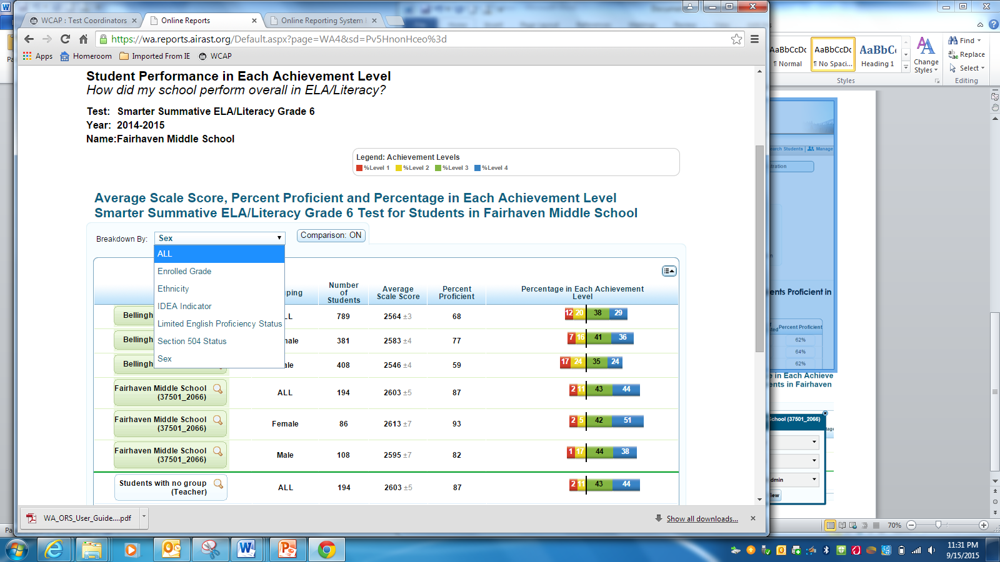 WCAP : Test Coordinators
Online Reports
Online Reporting System
https://wa.reports.airast.org/Default.aspx?page=WA4&sd=Pv5HnonHceo%3d
Apps
Homeroom
Imported From IE
WCAP
Student Performance in Each Achievement Level
How did my school perform overall in ELA/Literacy?
Test: Smarter Summative ELA/Literacy Grade 6
Year: 2014-2015
Name:Fairhaven Middle School
Legend: Achievement Levels
%Level 1 %Level 2 %Level 3 %Level 4
Average Scale Score, Percent Proficient and Percentage in Each Achievement Level
Smarter Summative ELA/Literacy Grade 6 Test for Students in Fairhaven Middle School
Breakdown By: Sex
Comparison: ON
ALL
Enrolled Grade
Ethnicity
IDEA Indicator
Limited English Proficiency Status
Section 504 Status
Sex
ping
Number of Students
Average Scale Score
Percent Proficient
Percentage in Each Achievement Level
Bellingh LL 789 2564 ±3 68 12 20 38 29
Bellingh male 381 2583 ±4 77 7 16 41 36
Bellingh ale 408 2546 ±4 59 17 24 35 24
Fairhaven Middle School (37501_2066) ALL 194 2603 ±5 87 2 11 43 44
Fairhaven Middle School (37501_2066) Female 86 2613 ±7 93 2 5 42 51
Fairhaven Middle School (37501_2066) Male 108 2595 ±7 82 1 17 44 38
Students with no group (Teacher) ALL 194 2603 ±5 87 2 11 43 44
WA_ORS_User_Guide....pdf
Show all downloads...
AaBbCcDc
¶ Normal
AaBbCcDc
¶ No Spaci...
AaBbC
Heading 1
Change Styles
Styles
Find
Replace
Select
Editing
earch Students
Manage
stration
ents Proficient in
Percent Proficient
62%
64%
62%
e in Each Achieve
ents in Fairhaven
School (37501_2066)
dmin
iew
70%
11:31 PM
9/15/2015